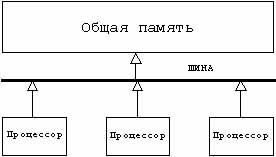 Общая память
ШИНА
Процессор
Процессор
Процессор